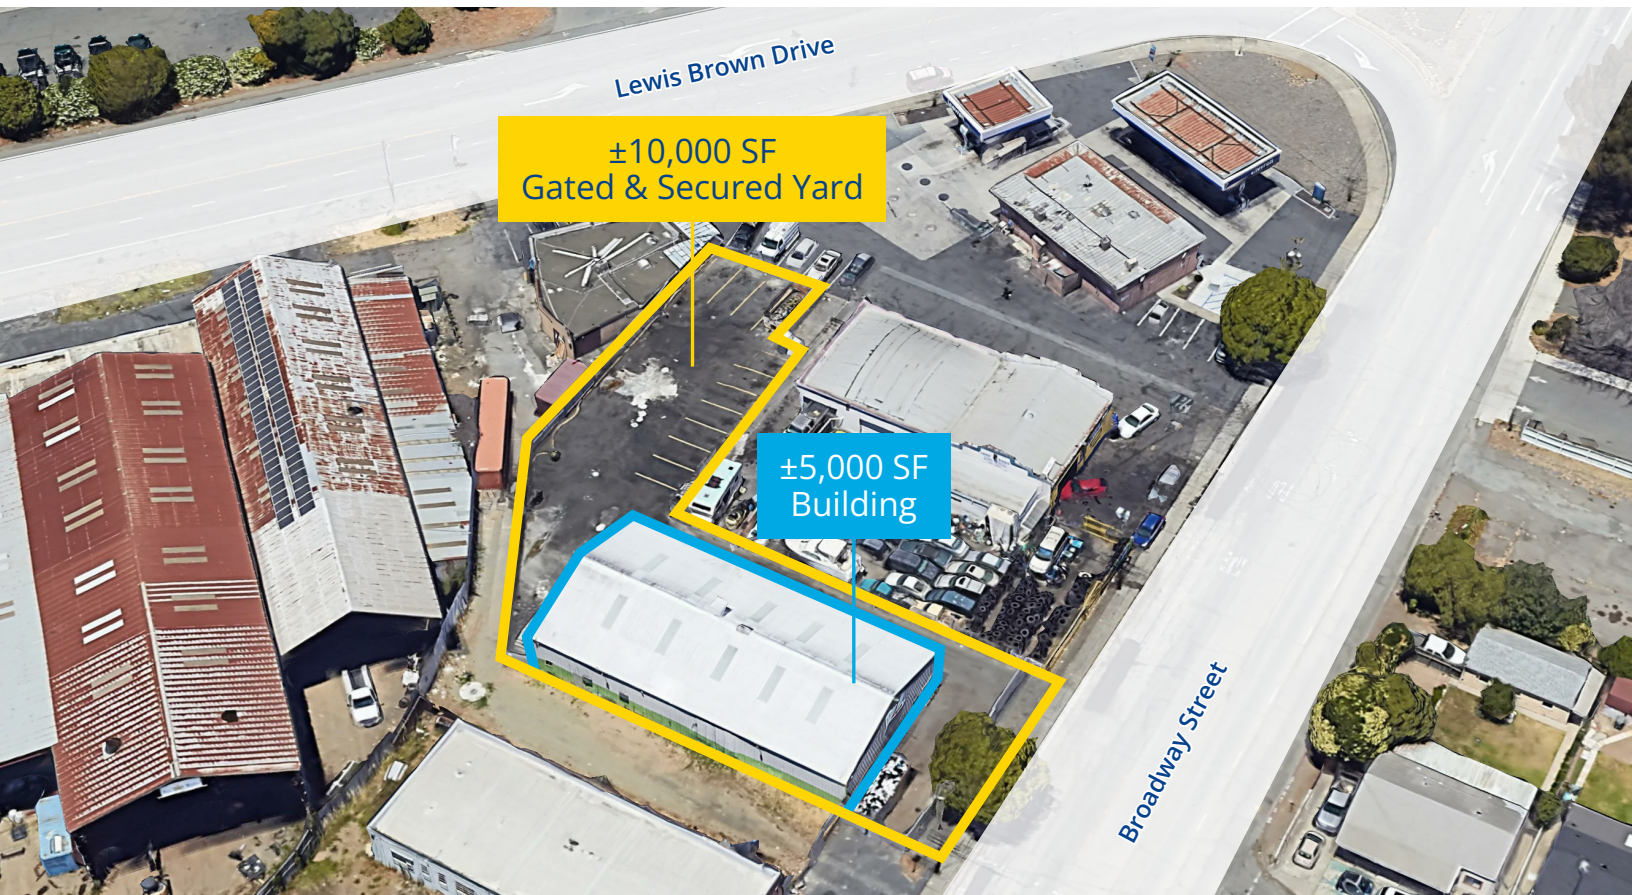 Lewis Brown Drive
±10,000 SF
Gated & Secured Yard
±5,000 SF
Building
Broadway Street